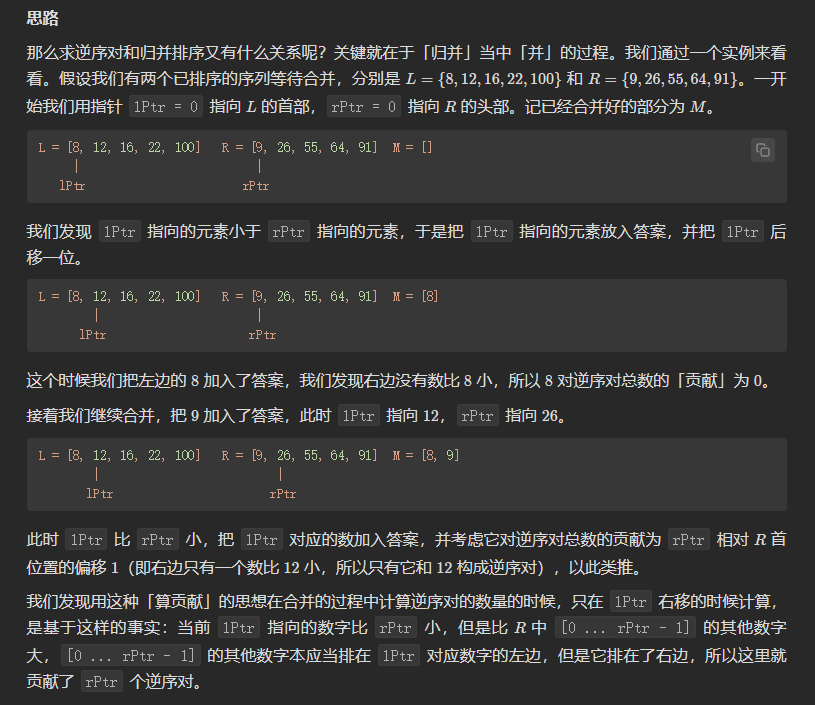 思路
那么求逆序对和归并排序又有什么关系呢？关键就在于「归并」当中「并」的过程。我们通过一个实例来看
看。假设我们有两个已排序的序列等待合并，分别是 L = {8, 12, 16, 22, 100} 和 R = {9, 26, 55, 64, 91}。一开
始我们用指针 lPtr = 0 指向 L 的首部， rPtr = 0 指向 R 的头部。记已经合并好的部分为 M。
L = [8, 12, 16, 22, 100]   R = [9, 26, 55, 64, 91]  M = []
|                          |
lPtr                       rPtr
我们发现 lPtr 指向的元素小于 rPtr 指向的元素，于是把 lPtr 指向的元素放入答案，并把 lPtr 后
移一位。
L = [8, 12, 16, 22, 100]   R = [9, 26, 55, 64, 91]  M = [8]
|                       |
lPtr                     rPtr
这个时候我们把左边的 8 加入了答案，我们发现右边没有数比 8 小，所以 8 对逆序对总数的「贡献」为 0。
接着我们继续合并，把 9 加入了答案，此时 lPtr 指向 12， rPtr 指向 26。
L = [8, 12, 16, 22, 100]   R = [9, 26, 55, 64, 91]  M = [8, 9]
|                          |
lPtr                       rPtr
此时 lPtr 比 rPtr 小，把 lPtr 对应的数加入答案，并考虑它对逆序对总数的贡献为 rPtr 相对 R 首
位置的偏移 1（即右边只有一个数比 12 小，所以只有它和 12 构成逆序对），以此类推。
我们发现用这种「算贡献」的思想在合并的过程中计算逆序对的数量的时候，只在 lPtr 右移的时候计算，
是基于这样的事实：当前 lPtr 指向的数字比 rPtr 小，但是比 R 中 [0 ... rPtr - 1] 的其他数字
大， [0 ... rPtr - 1] 的其他数字本应当排在 lPtr 对应数字的左边，但是它排在了右边，所以这里就
贡献了 rPtr 个逆序对。